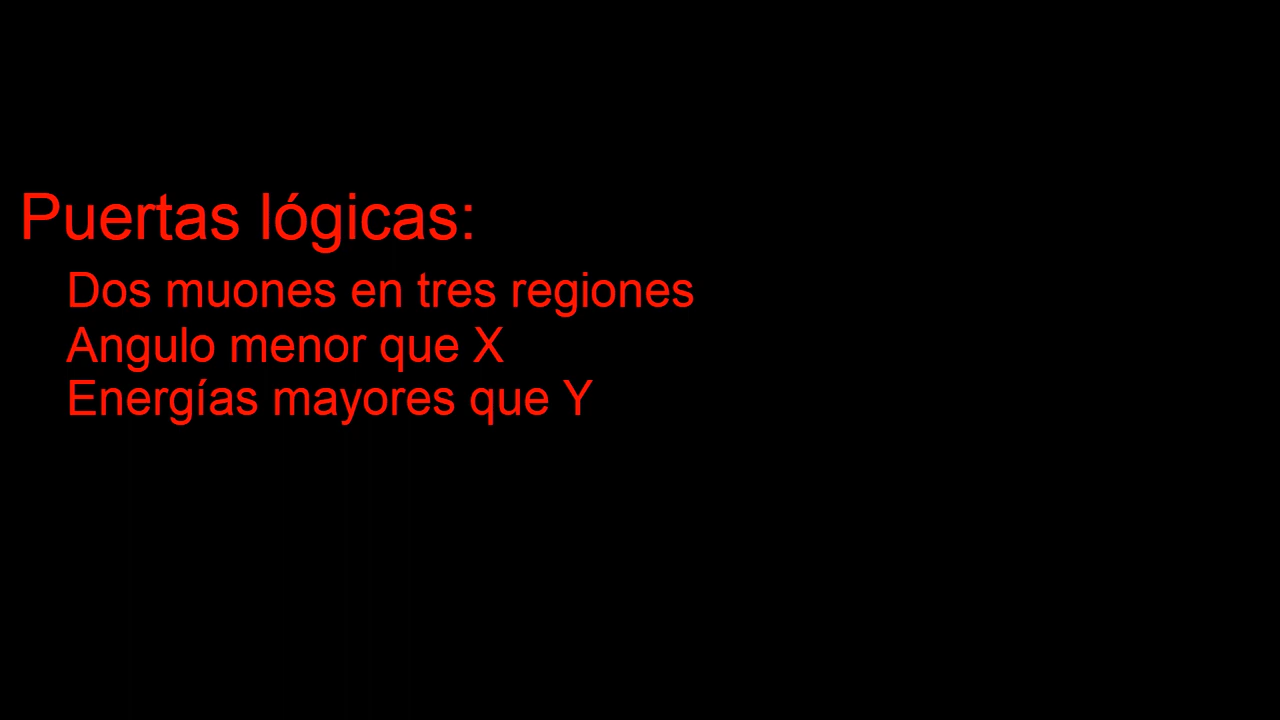 Puertas lógicas:
Dos muones en tres regiones
Angulo menor que X
Energías mayores que Y